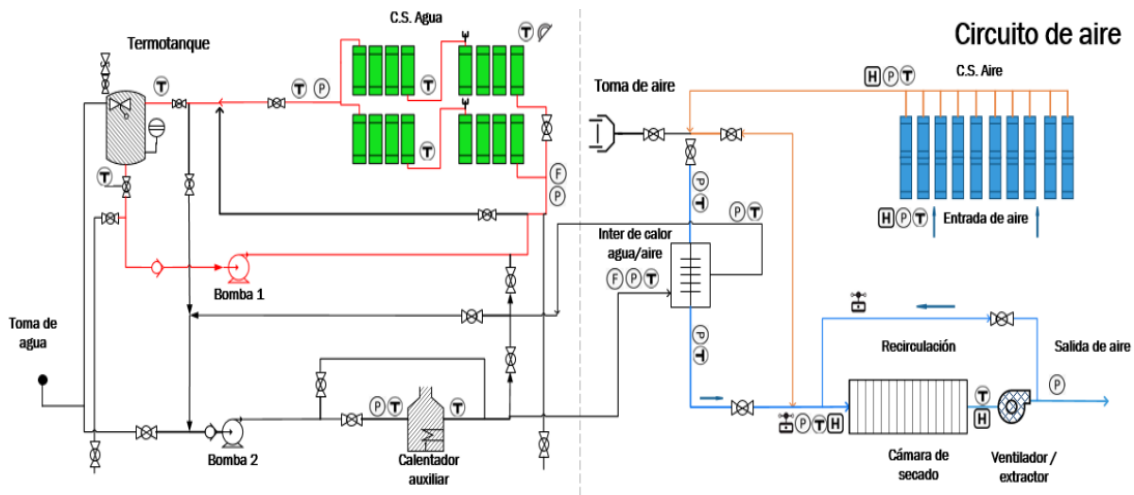 C.S. Agua
Circuito de aire
Termotanque
C.S. Aire
Toma de aire
H P T
T
T
T P
T
T
T
F
P
P
T
P T
H P T
Entrada de aire
Inter de calor
agua/aire
F P T
Bomba 1
P
T
Toma de
agua
Recirculación
Salida de aire
P T
T
T
P
P T H
H
Bomba 2
Calentador
auxiliar
Cámara de
secado
Ventilador /
extractor